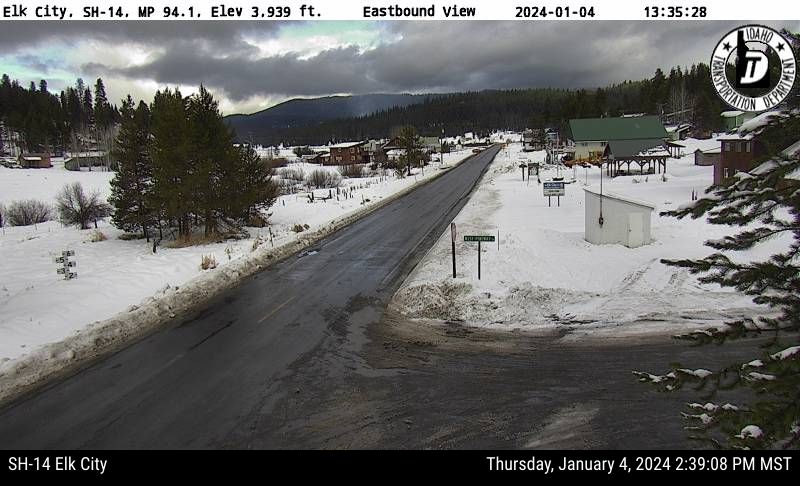 Elk City, SH-14, MP 94.1, Elev 3,939 ft. Eastbound View 2024-01-04 13:35:28
IDAHO
TRANSPORTATION DEPARTMENT
SH-14 Elk City Thursday, January 4, 2024 2:39:08 PM MST